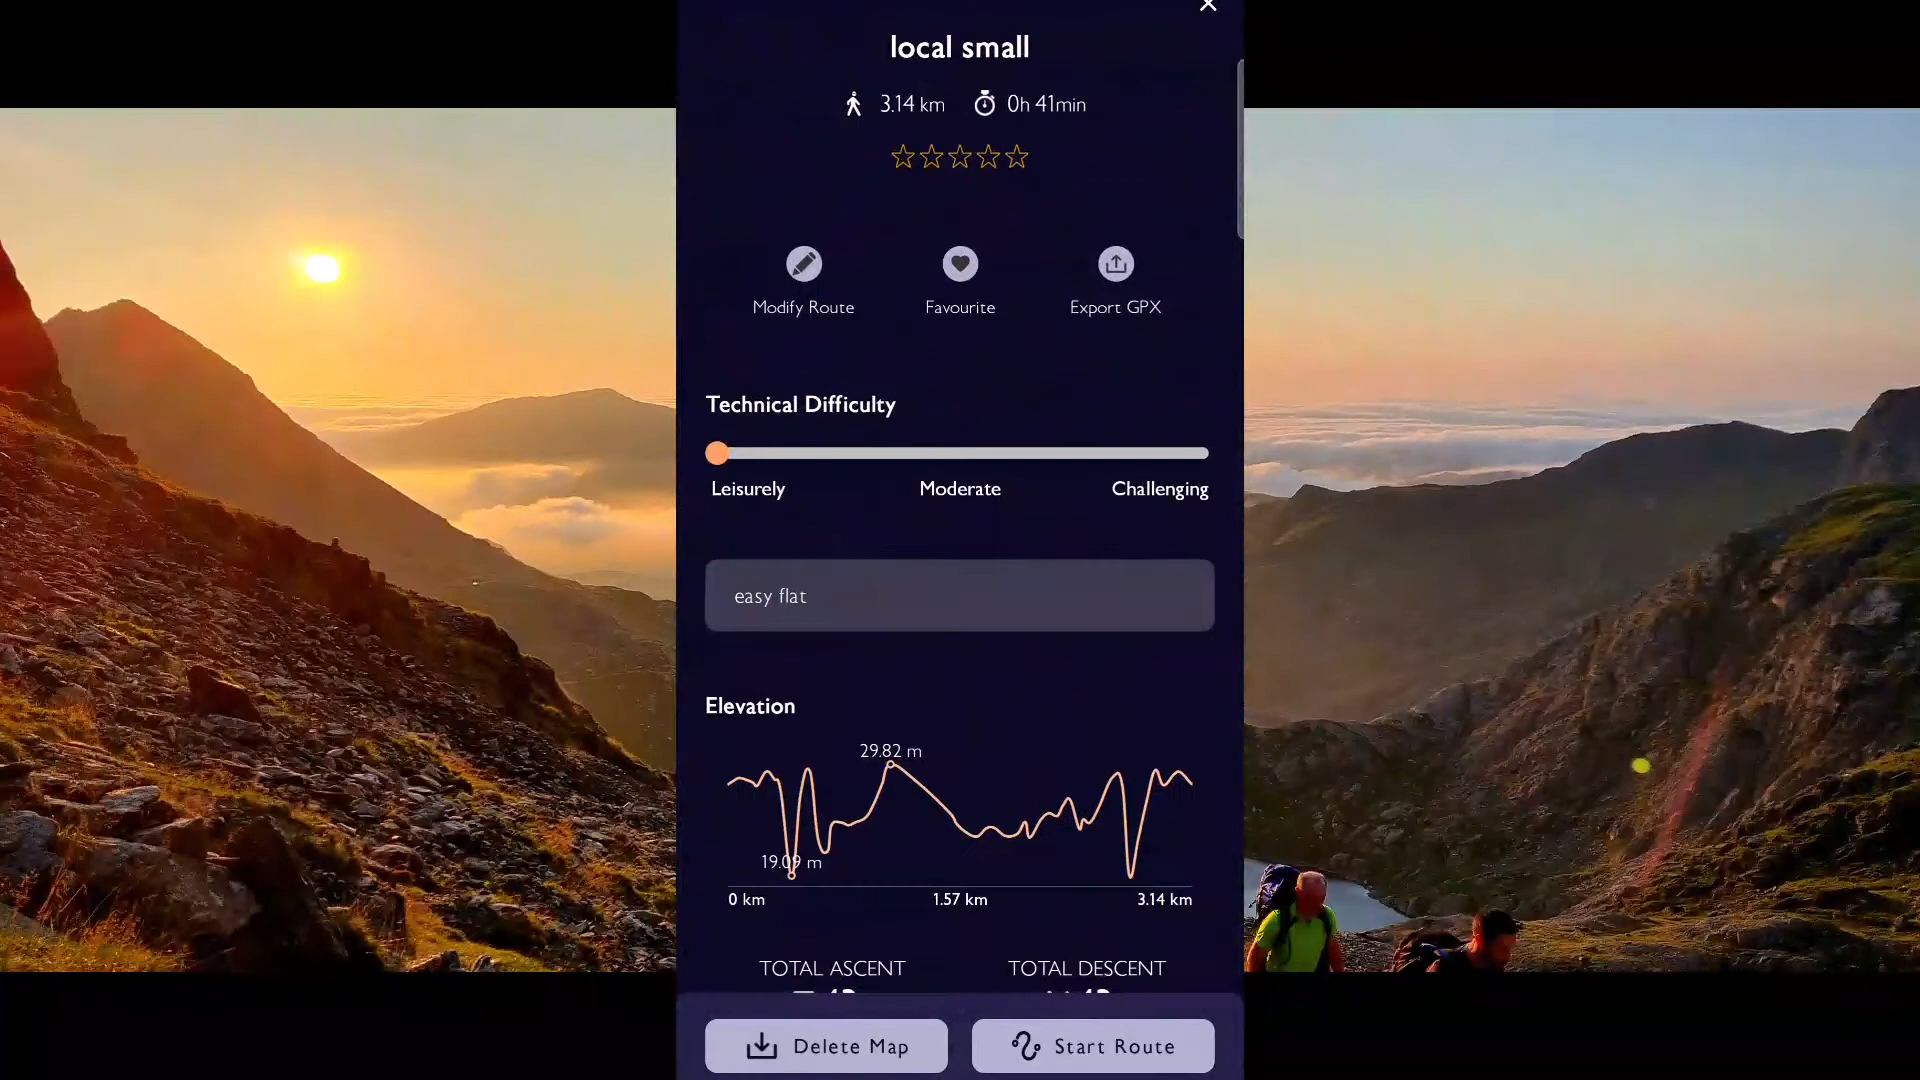 local small
3.14 km 0h 41min
Modify Route Favourite Export GPX
Technical Difficulty
Leisurely Moderate Challenging
easy flat
Elevation
29.82 m
19.09 m
0 km 1.57 km 3.14 km
TOTAL ASCENT TOTAL DESCENT
Delete Map Start Route